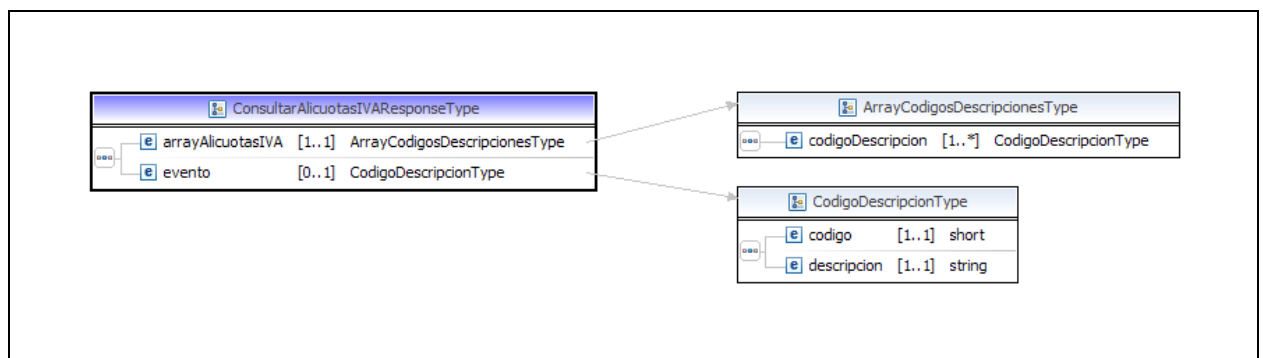 ConsultarAlicuotasIVAResponseType
e arrayAlicuotasIVA [1..1] ArrayCodigosDescripcionesType
e evento [0..1] CodigoDescripcionType
ArrayCodigosDescripcionesType
e codigoDescripcion [1..*] CodigoDescripcionType
CodigoDescripcionType
e codigo [1..1] short
e descripcion [1..1] string